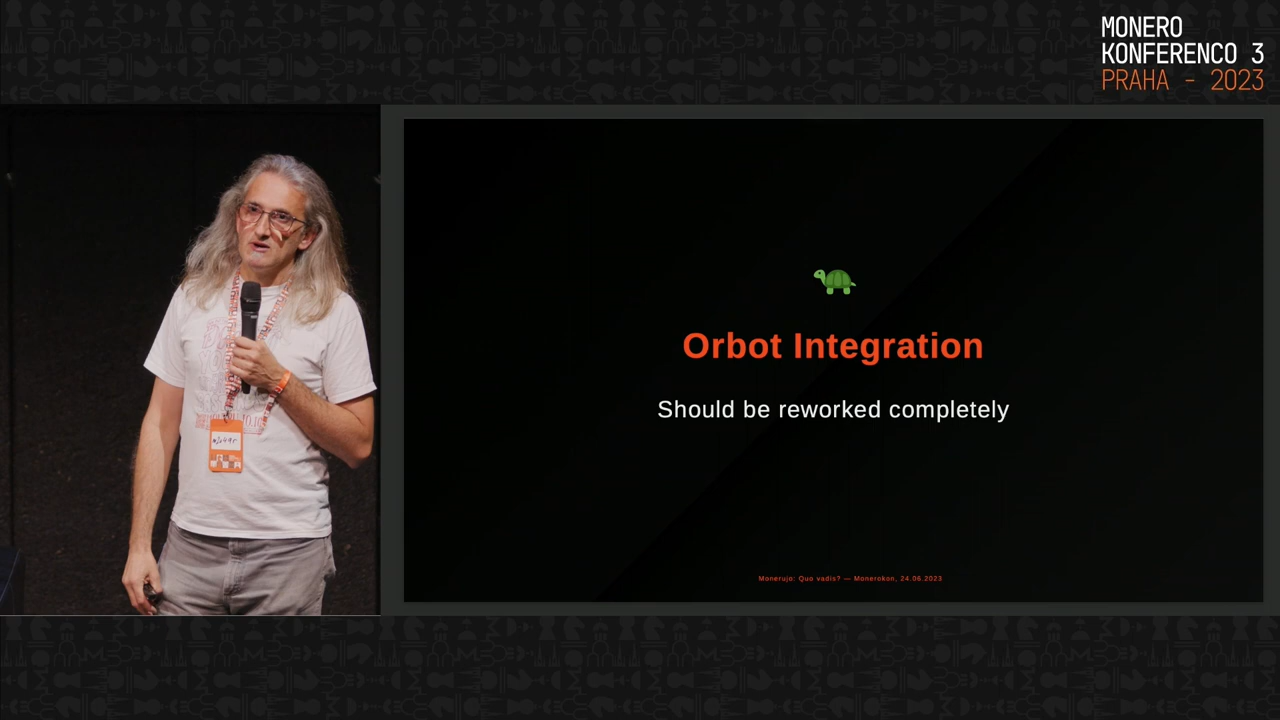 MONERO
KONFERENCO 3
PRAHA - 2023
Orbot Integration
Should be reworked completely
Monerujo: Quo vadis? — Monerokon, 24.06.2023